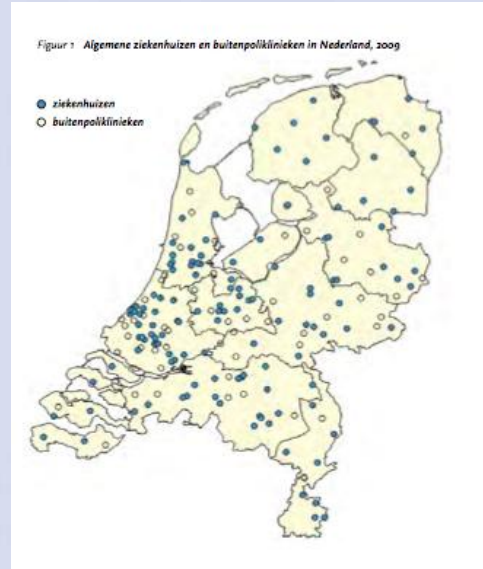 Figuur 1 Algemene ziekenhuizen en buitenpoliklinieken in Nederland, 2009
ziekenhuizen
buitenpoliklinieken